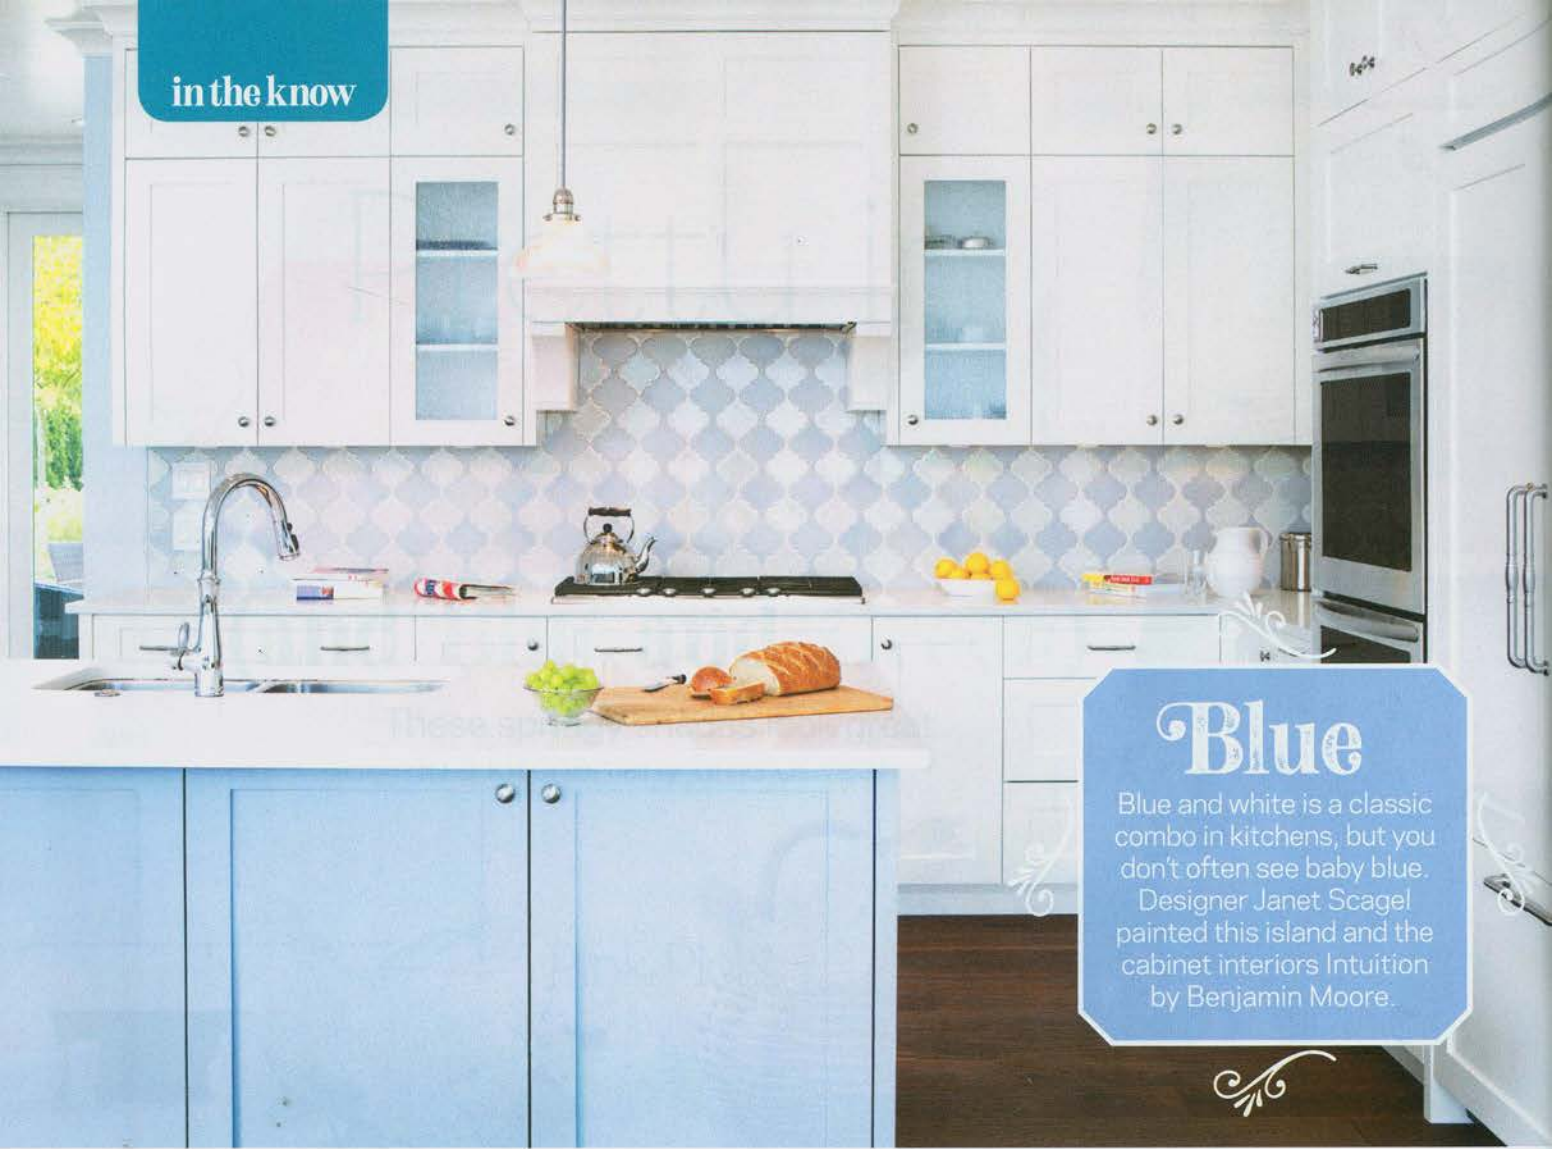 in the know
Blue
Blue and white is a classic
combo in kitchens, but you
don't often see baby blue.
Designer Janet Scagel
painted this island and the
cabinet interiors Intuition
by Benjamin Moore.